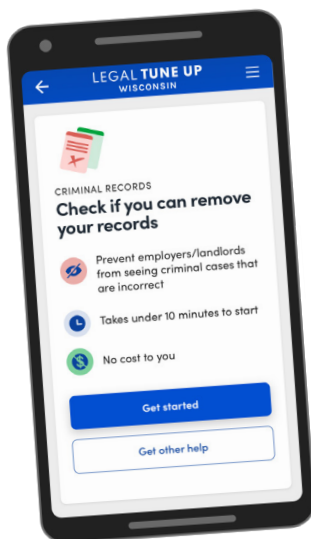 LEGAL TUNE UP
WISCONSIN
CRIMINAL RECORDS
Check if you can remove
your records
Prevent employers/landlords
from seeing criminal cases that
are incorrect
Takes under 10 minutes to start
No cost to you
Get started
Get other help